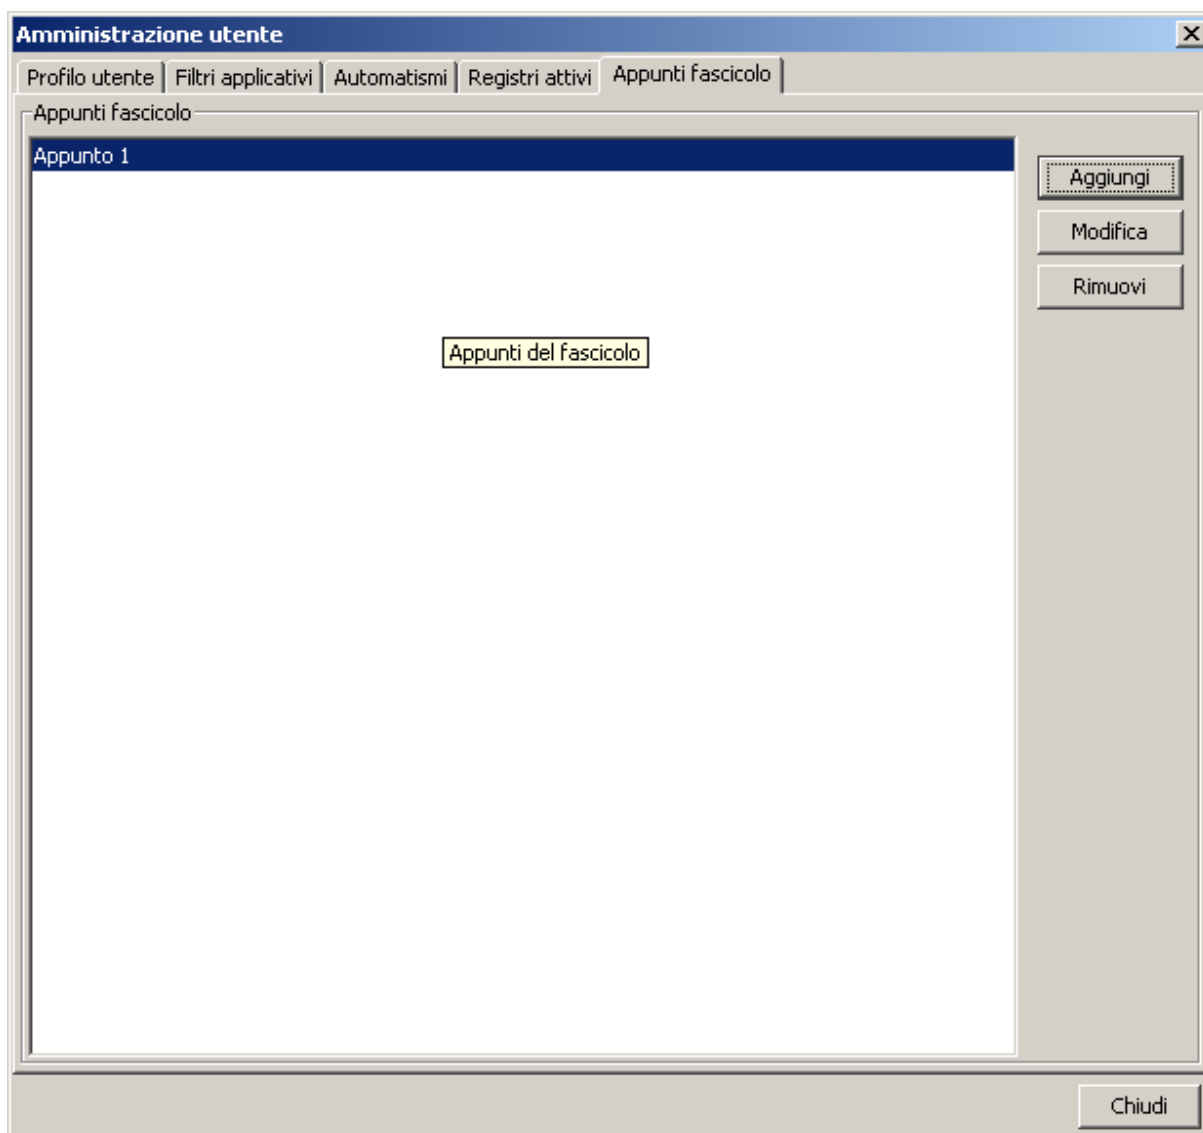 Amministrazione utente
Profilo utente Filtri applicativi Automatismi Registri attivi Appunti fascicolo
Appunti fascicolo
Appunto 1
Aggiungi
Modifica
Rimuovi
Appunti del fascicolo
Chiudi